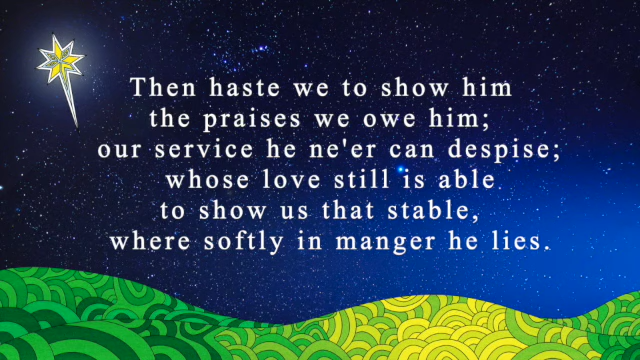 Then haste we to show him
the praises we owe him;
our service he ne'er can despise;
whose love still is able
to show us that stable,
where softly in manger he lies.